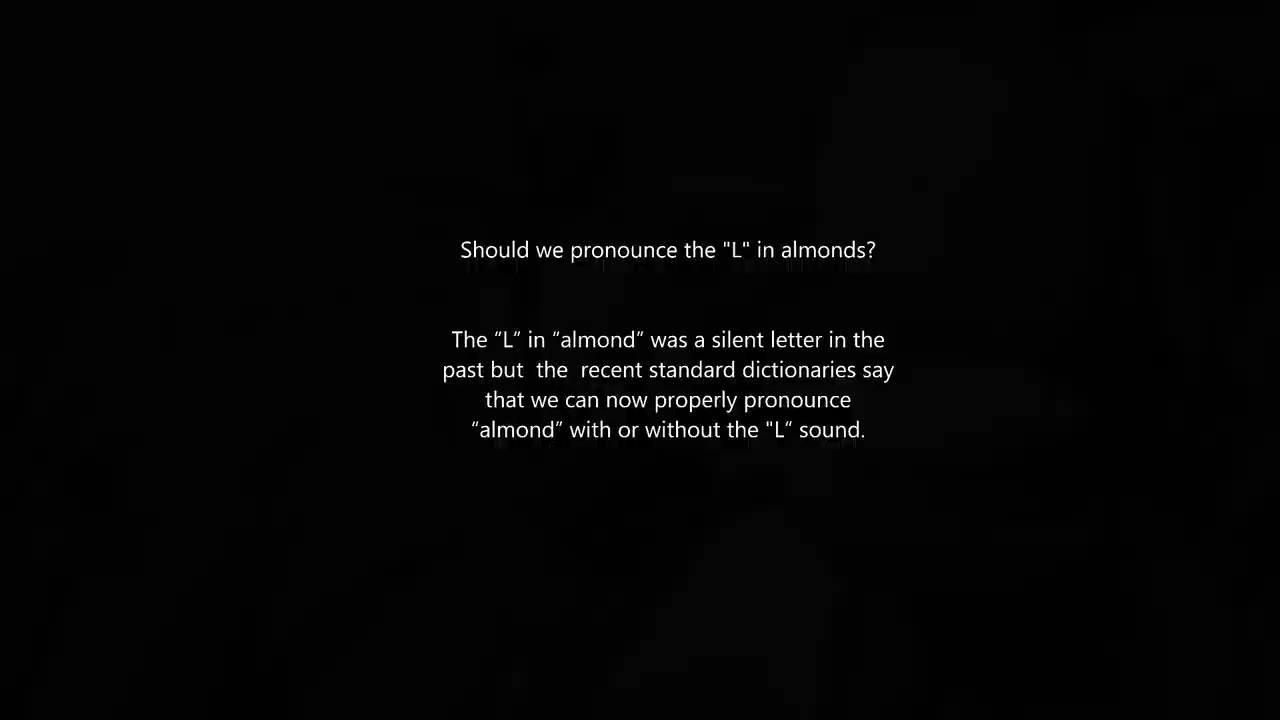 Should we pronounce the "L" in almonds?
The “L“ in “almond” was a silent letter in the
past but  the  recent standard dictionaries say
that we can now properly pronounce
“almond” with or without the "L“ sound.